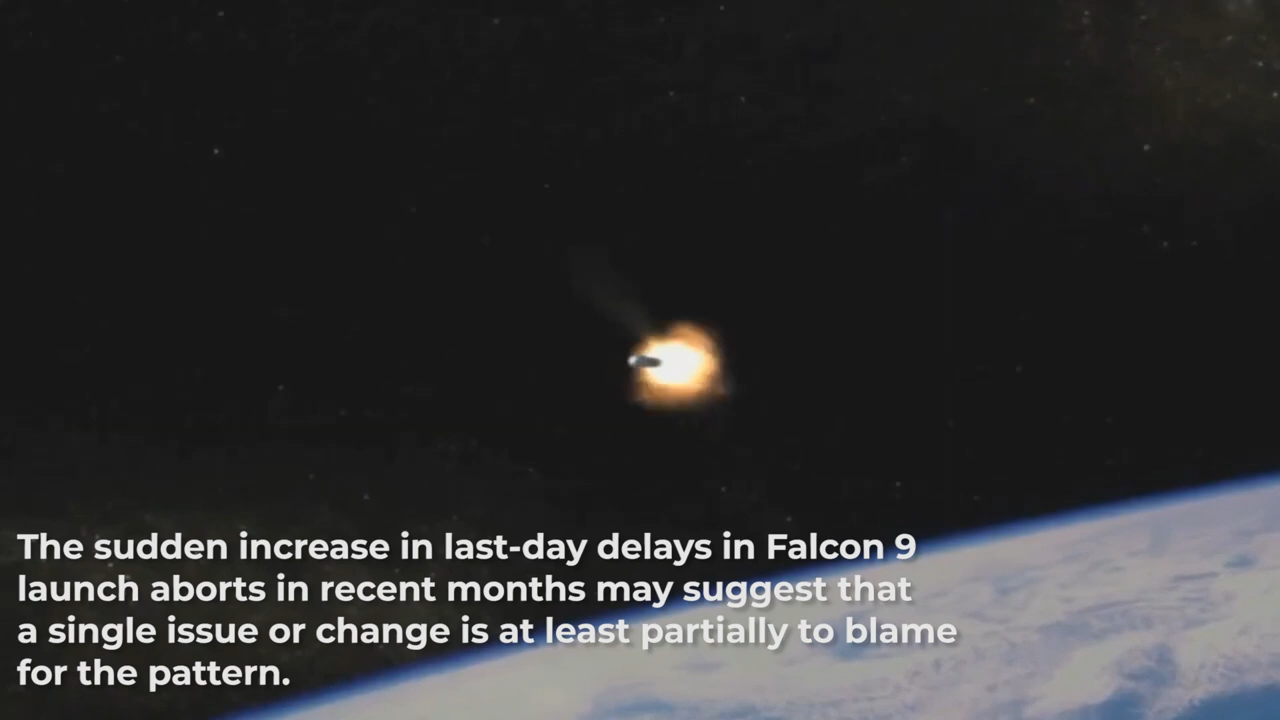 The sudden increase in last-day delays in Falcon 9
launch aborts in recent months may suggest that
a single issue or change is at least partially to blame
for the pattern.